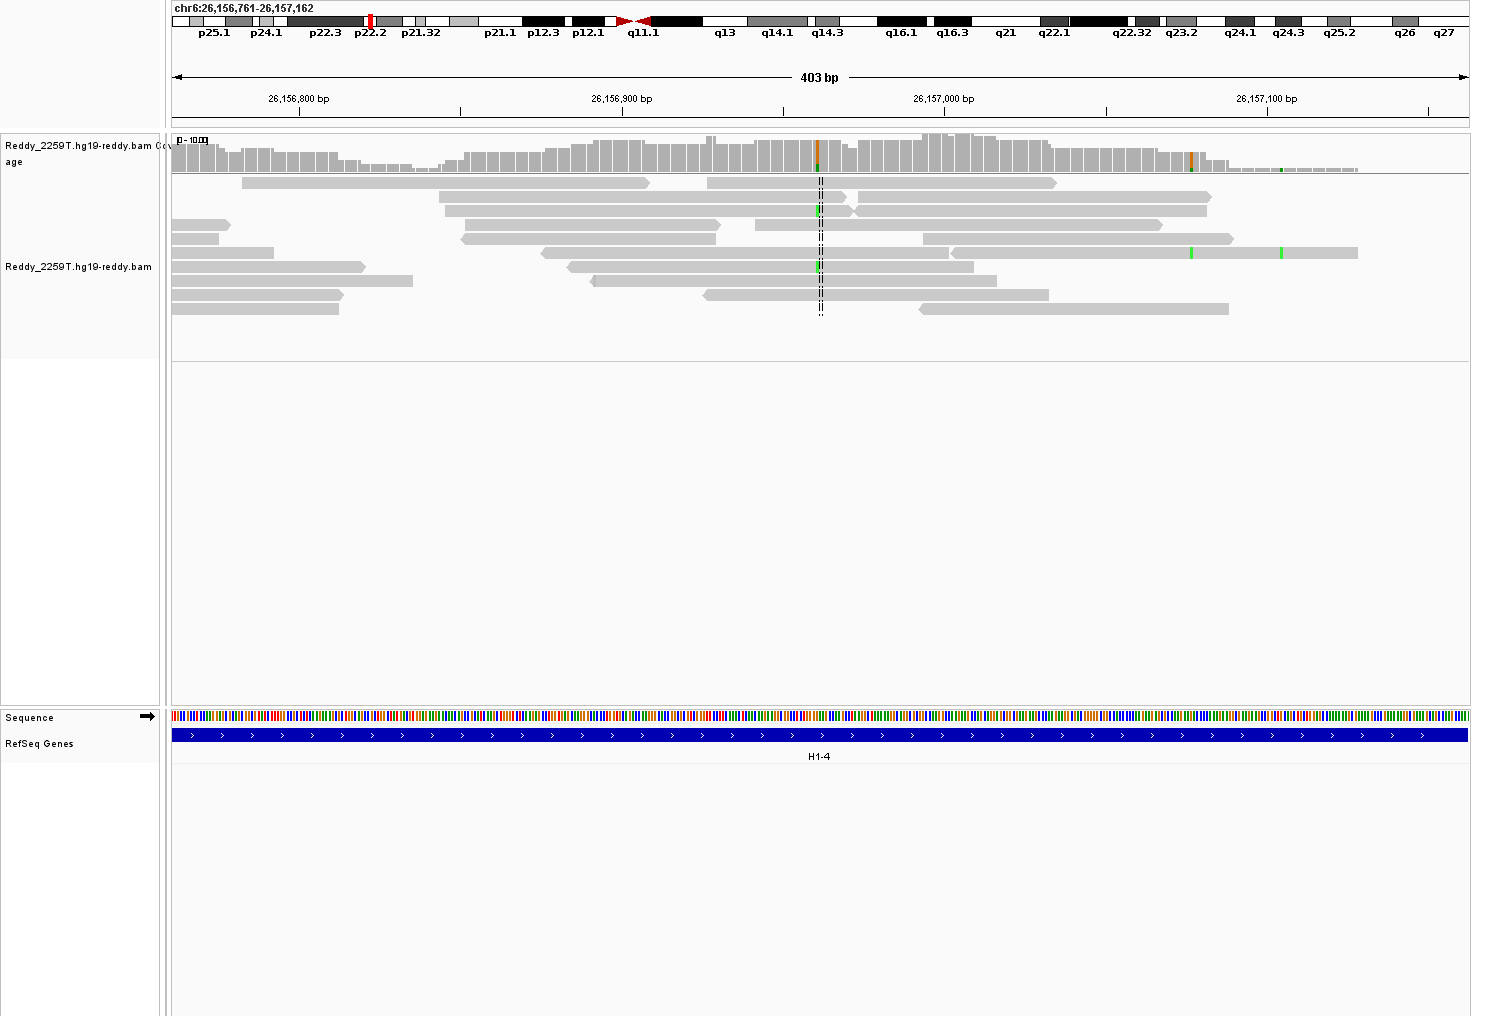 chr6:26,156,761-26,157,162
p25.1 p24.1 p22.3 p22.2 p21.32 p21.1 p12.3 p12.1 q11.1 q13 q14.1 q14.3 q16.1 q16.3 q21 q22.1 q22.32 q23.2 q24.1 q24.3 q25.2 q26 q27
403 bp
26,156,800 bp 26,156,900 bp 26,157,000 bp 26,157,100 bp
Reddy_2259T.hg19-reddy.bam Cov
age
[0 - 10.00]
Reddy_2259T.hg19-reddy.bam
Sequence
RefSeq Genes
H1-4